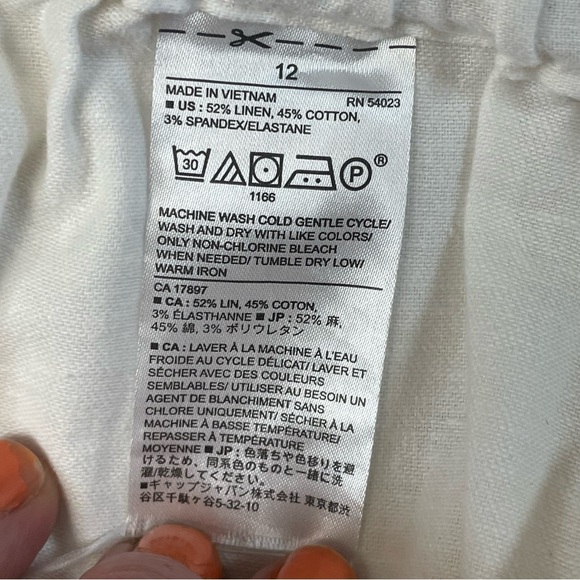 12
MADE IN VIETNAM RN 54023
■ US : 52% LINEN, 45% COTTON,
3% SPANDEX/ELASTANE
30 P ®
1166
MACHINE WASH COLD GENTLE CYCLE/
WASH AND DRY WITH LIKE COLORS/
ONLY NON-CHLORINE BLEACH
WHEN NEEDED/ TUMBLE DRY LOW/
WARM IRON
CA 17897
■ CA : 52% LIN, 45% COTON,
3% ÉLASTHANNE ■ JP : 52% 麻,
45% 綿, 3% ポリウレタン
■ CA : LAVER À LA MACHINE À L'EAU
FROIDE AU CYCLE DÉLICAT/ LAVER ET
SÉCHER AVEC DES COULEURS
SEMBLABLES/ UTILISER AU BESOIN UN
AGENT DE BLANCHIMENT SANS
CHLORE UNIQUEMENT/ SÉCHER À LA
MACHINE À BASSE TEMPÉRATURE/
REPASSER À TEMPÉRATURE
MOYENNE ■ JP : 色落ちや色移りを避
けるため、同系色のものと一緒に洗
濯/乾燥してください。
■ギャップジャパン株式会社 東京都渋
谷区千駄ヶ谷5-32-10